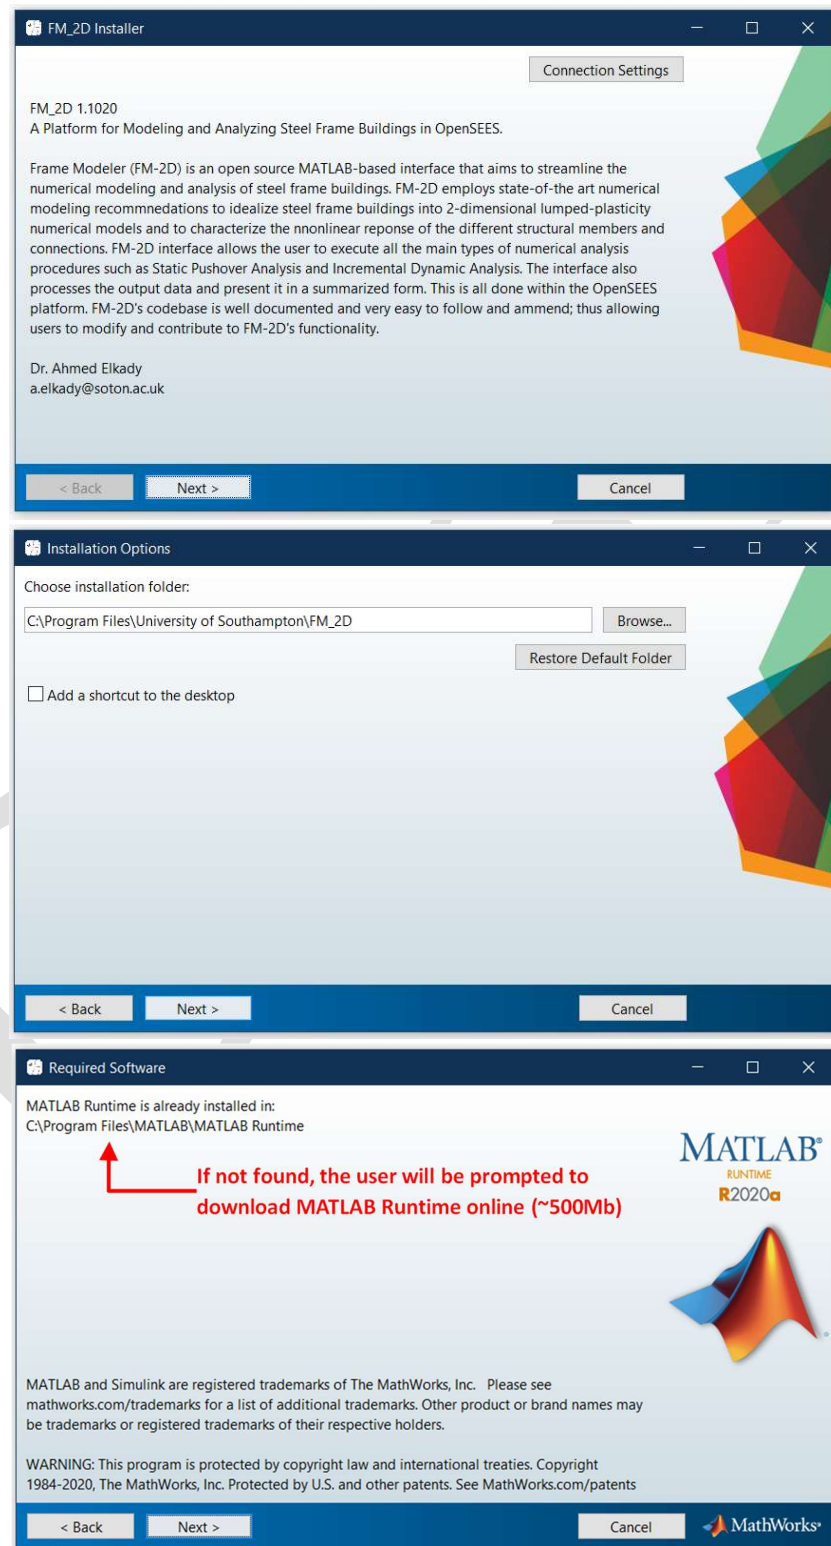 FM_2D Installer
Connection Settings
FM_2D 1.1020
A Platform for Modeling and Analyzing Steel Frame Buildings in OpenSEES.
Frame Modeler (FM-2D) is an open source MATLAB-based interface that aims to streamline the
numerical modeling and analysis of steel frame buildings. FM-2D employs state-of-the art numerical
modeling recommnedations to idealize steel frame buildings into 2-dimensional lumped-plasticity
numerical models and to characterize the nnonlinear reponse of the different structural members and
connections. FM-2D interface allows the user to execute all the main types of numerical analysis
procedures such as Static Pushover Analysis and Incremental Dynamic Analysis. The interface also
processes the output data and present it in a summarized form. This is all done within the OpenSEES
platform. FM-2D's codebase is well documented and very easy to follow and ammend; thus allowing
users to modify and contribute to FM-2D's functionality.
Dr. Ahmed Elkady
a.elkady@soton.ac.uk
< Back Next > Cancel
Installation Options
Choose installation folder:
C:\Program Files\University of Southampton\FM_2D Browse...
Restore Default Folder
Add a shortcut to the desktop
< Back Next > Cancel
Required Software
MATLAB Runtime is already installed in:
C:\Program Files\MATLAB\MATLAB Runtime
MATLAB®
RUNTIME
R2020a
If not found, the user will be prompted to
download MATLAB Runtime online (~500Mb)
MATLAB and Simulink are registered trademarks of The MathWorks, Inc. Please see
mathworks.com/trademarks for a list of additional trademarks. Other product or brand names may
be trademarks or registered trademarks of their respective holders.
WARNING: This program is protected by copyright law and international treaties. Copyright
1984-2020, The MathWorks, Inc. Protected by U.S. and other patents. See MathWorks.com/patents
< Back Next > Cancel MathWorks®